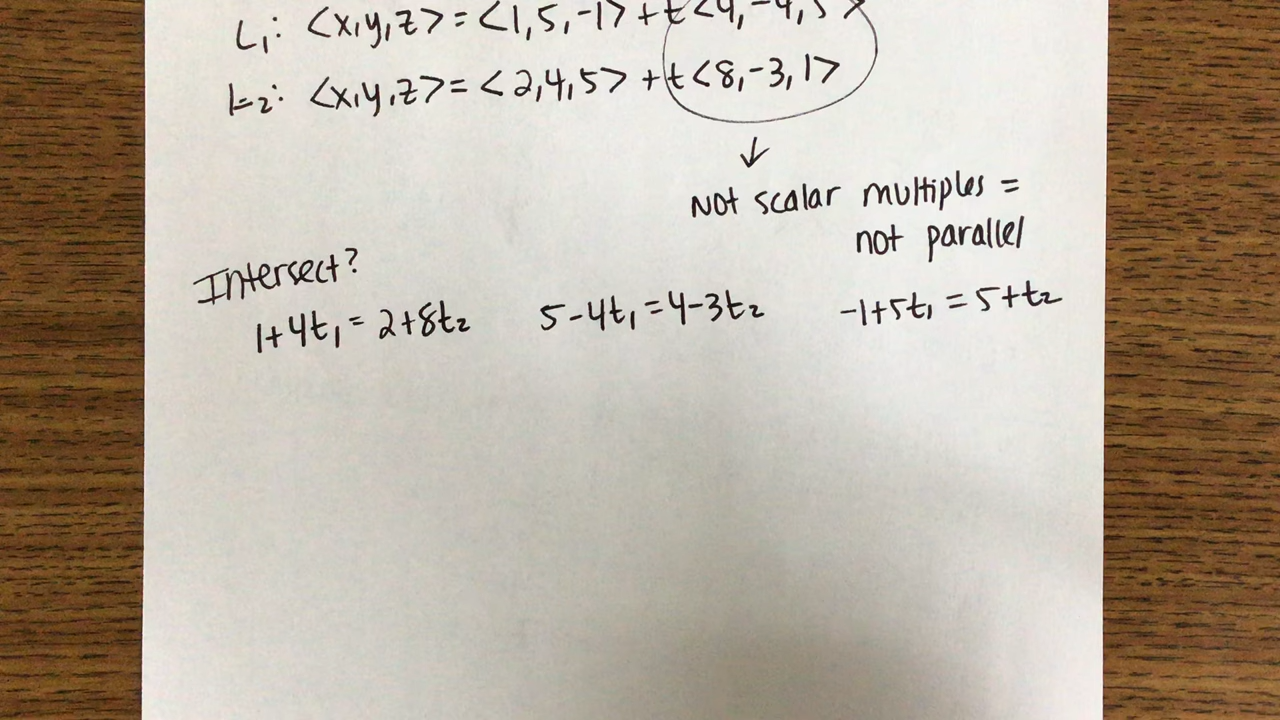 L₁: <x,y,z> = <1,5,-1> + t<4,-4,5>
L₂: <x,y,z> = <2,4,5> + t<8,-3,1>
↓
Not scalar multiples =
not parallel
Intersect?
1+4t₁ = 2+8t₂ 5-4t₁ = 4-3t₂ -1+5t₁ = 5+t₂